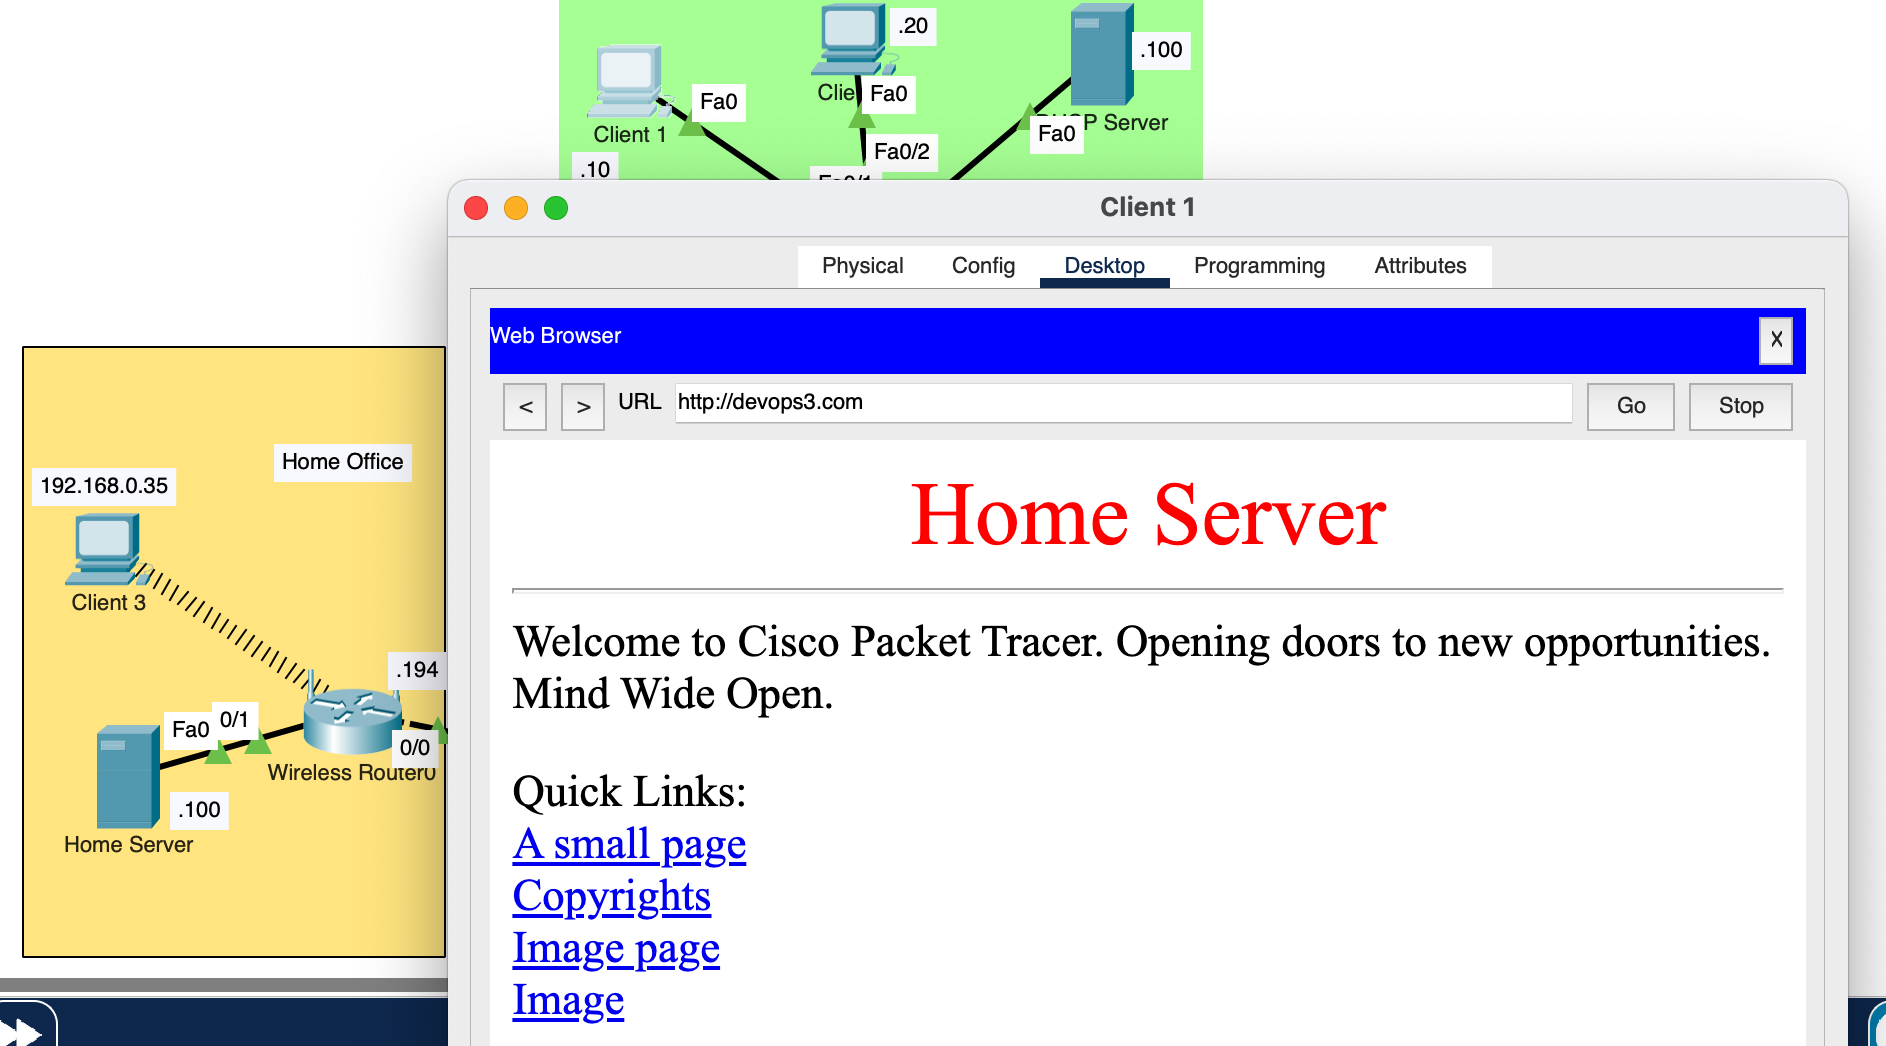 .20
.100
Fa0
Clie
Fa0
Client 1
P Server
Fa0
Fa0/2
.10
Client 1
Physical
Config
Desktop
Programming
Attributes
Web Browser
X
<
>
URL
http://devops3.com
Go
Stop
Home Server
Welcome to Cisco Packet Tracer. Opening doors to new opportunities.
Mind Wide Open.
Quick Links:
A small page
Copyrights
Image page
Image
Home Office
192.168.0.35
Client 3
.194
Fa0
0/1
0/0
Wireless Router0
.100
Home Server